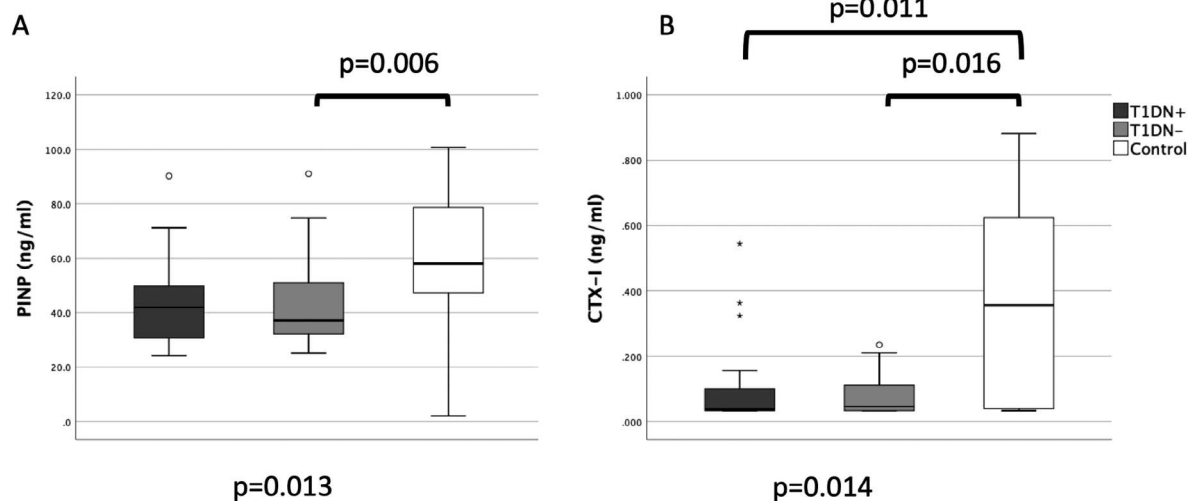 A
p=0.006
PINP (ng/ml)
120.0
100.0
80.0
60.0
40.0
20.0
.0
p=0.013
B
p=0.011
p=0.016
CTX-I (ng/ml)
1.000
.800
.600
.400
.200
.000
T1DN+
T1DN-
Control
p=0.014